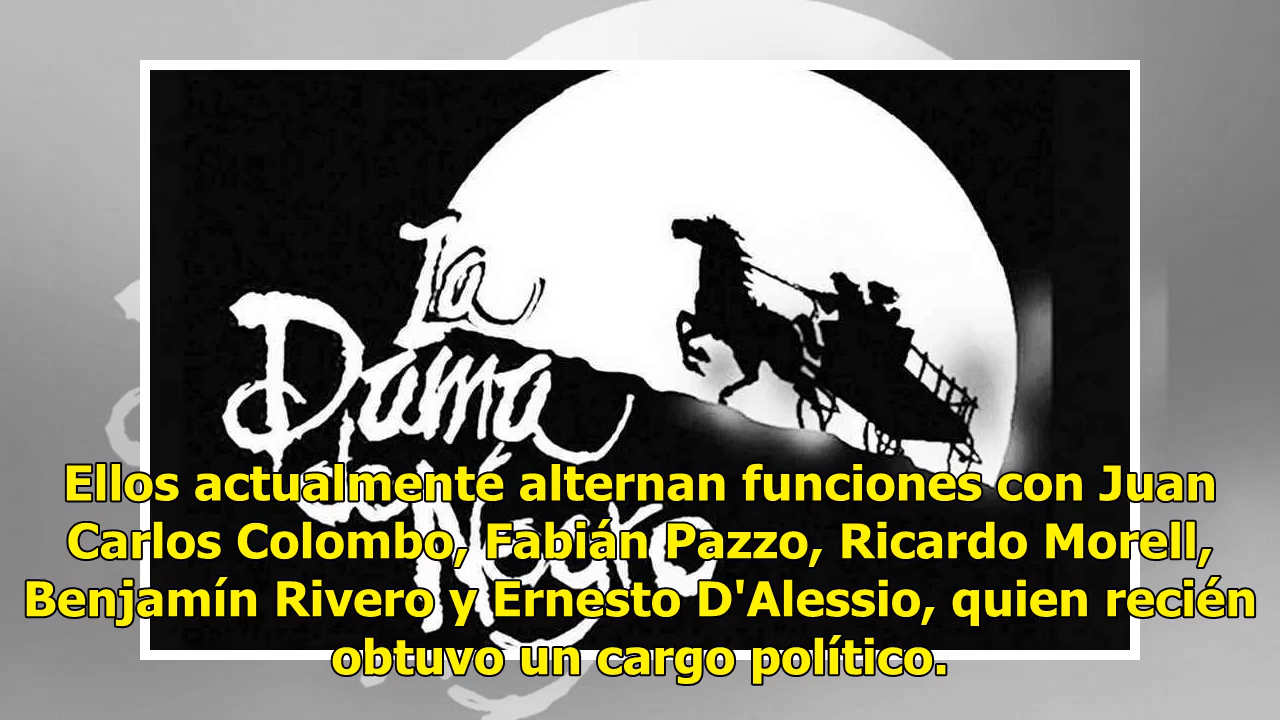 La
Dama
de Negro
Ellos actualmente alternan funciones con Juan
Carlos Colombo, Fabián Pazzo, Ricardo Morell,
Benjamín Rivero y Ernesto D'Alessio, quien recién
obtuvo un cargo político.